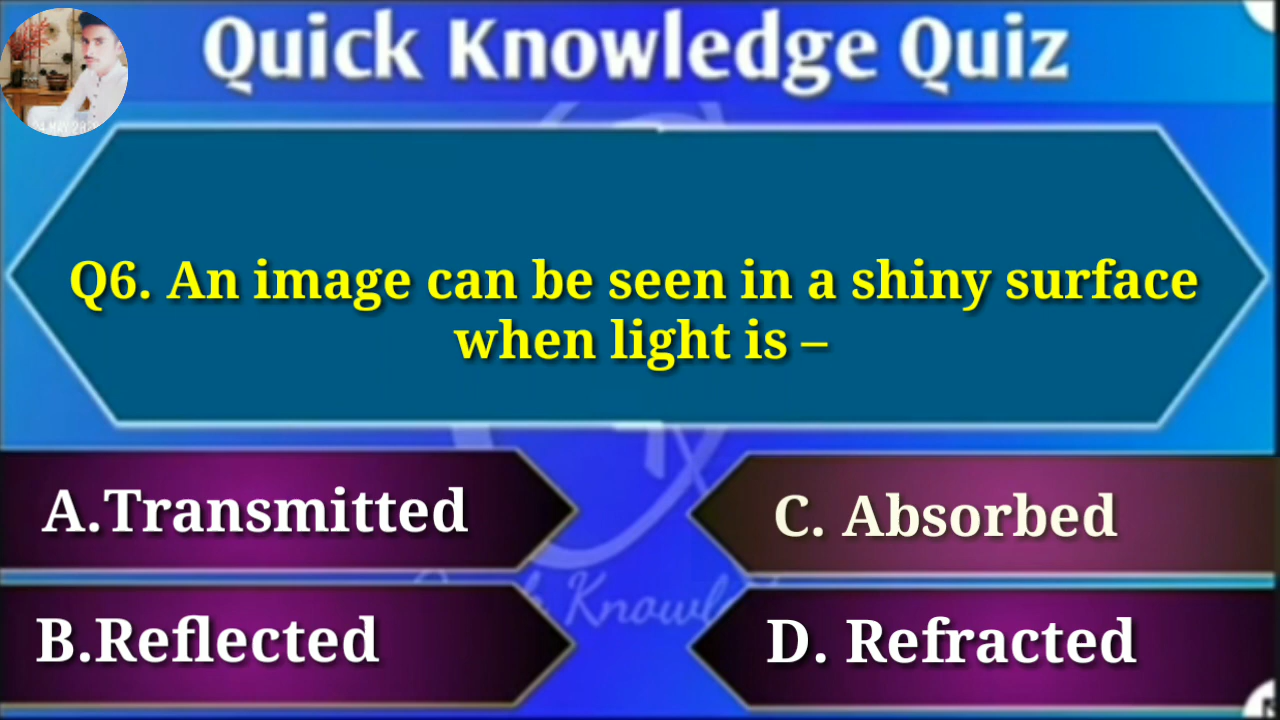 Quick Knowledge Quiz
Q6. An image can be seen in a shiny surface
when light is –
A.Transmitted
C. Absorbed
B.Reflected
D. Refracted